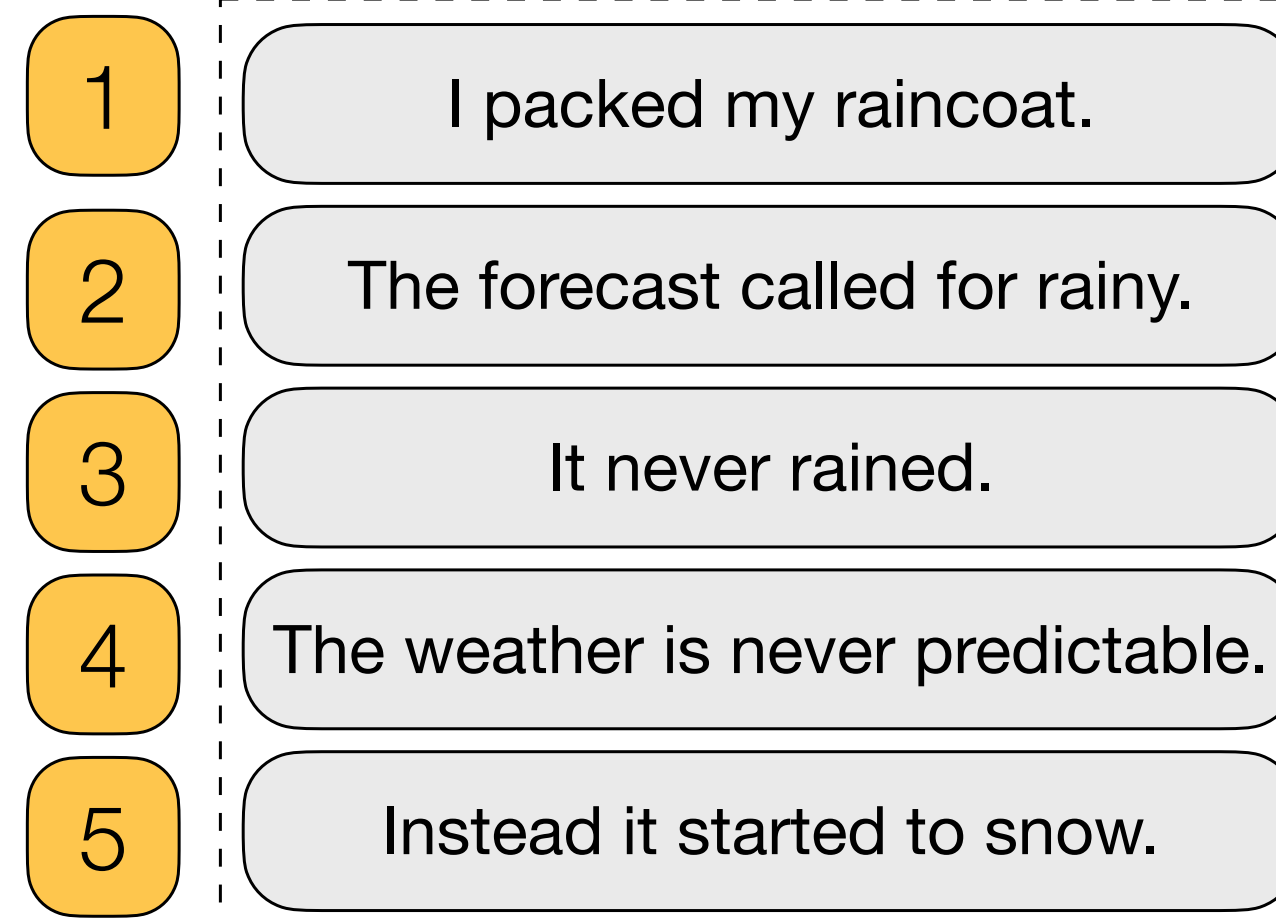 1 I packed my raincoat.
2 The forecast called for rainy.
3 It never rained.
4 The weather is never predictable.
5 Instead it started to snow.